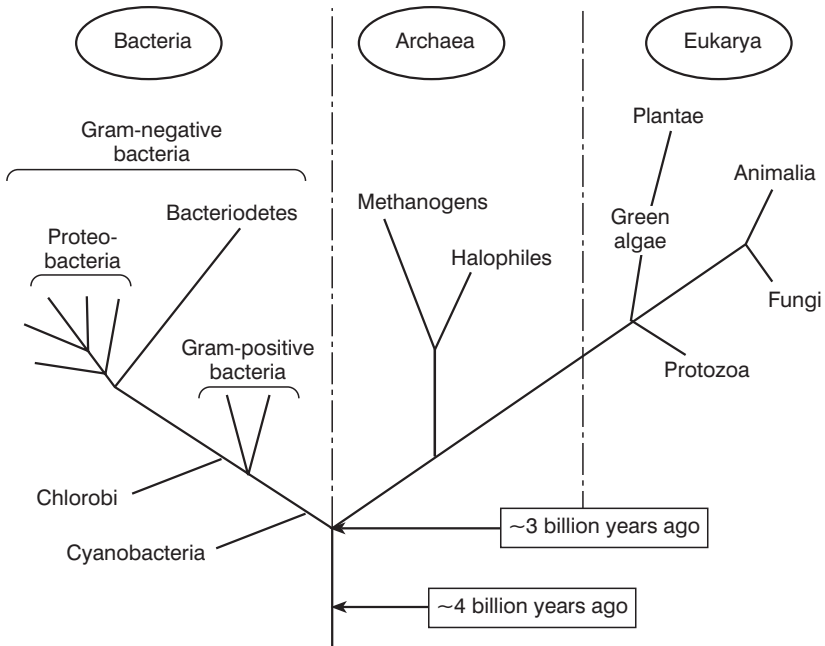 Bacteria
Archaea
Eukarya
Gram-negative
bacteria
Bacteriodetes
Proteo-
bacteria
Gram-positive
bacteria
Chlorobi
Cyanobacteria
Methanogens
Halophiles
Plantae
Animalia
Green
algae
Fungi
Protozoa
~3 billion years ago
~4 billion years ago